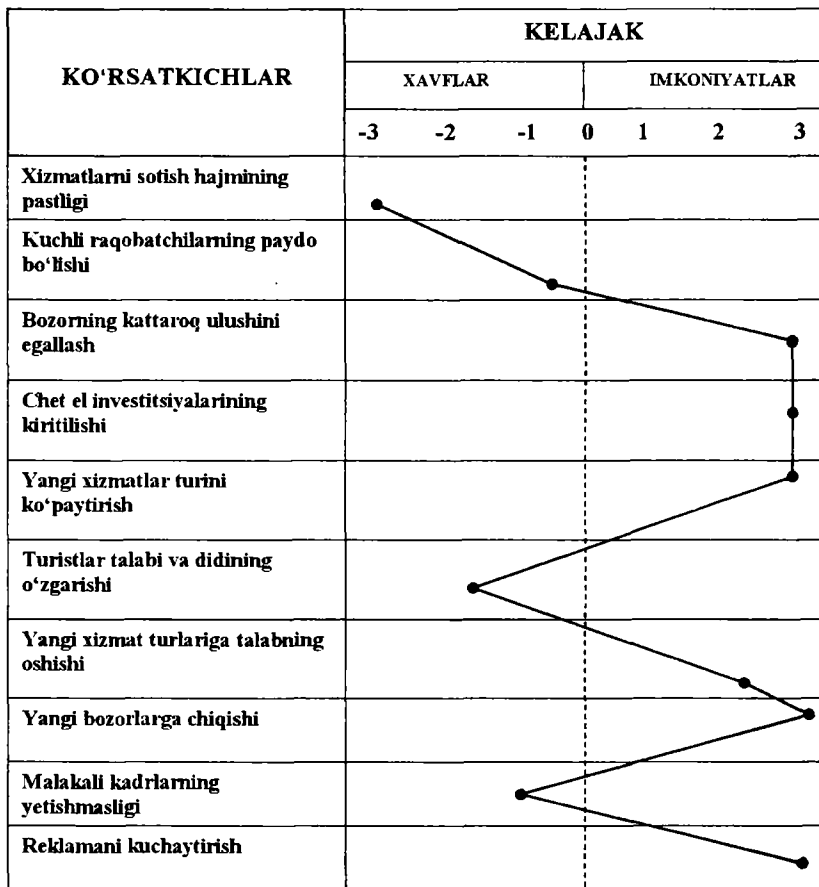 KELAJAK
KO‘RSATKICHLAR
XAVFLAR
IMKONIYATLAR
-3 -2 -1 0 1 2 3
Xizmatlarni sotish hajmining
pastligi
Kuchli raqobatchilarning paydo
bo‘lishi
Bozorning kattaroq ulushini
egallash
Chet el investitsiyalarining
kiritilishi
Yangi xizmatlar turini
ko‘paytirish
Turistlar talabi va didining
o‘zgarishi
Yangi xizmat turlariga talabning
oshishi
Yangi bozorlarga chiqishi
Malakali kadrlarning
yetishmasligi
Reklamani kuchaytirish